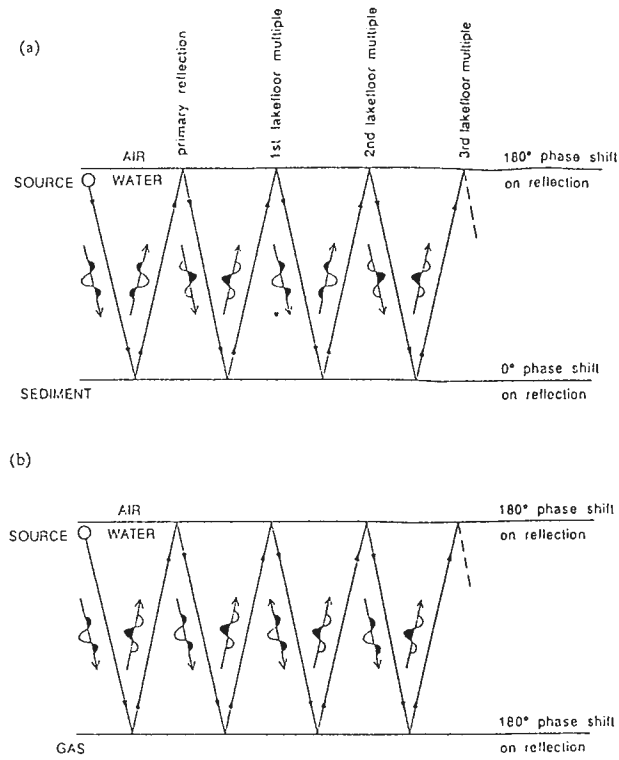 (a)
primary reflection
1st lakefloor multiple
2nd lakefloor multiple
3rd lakefloor multiple
AIR
180° phase shift
SOURCE
WATER
on reflection
0° phase shift
SEDIMENT
on reflection
(b)
AIR
180° phase shift
SOURCE
WATER
on reflection
180° phase shift
GAS
on reflection